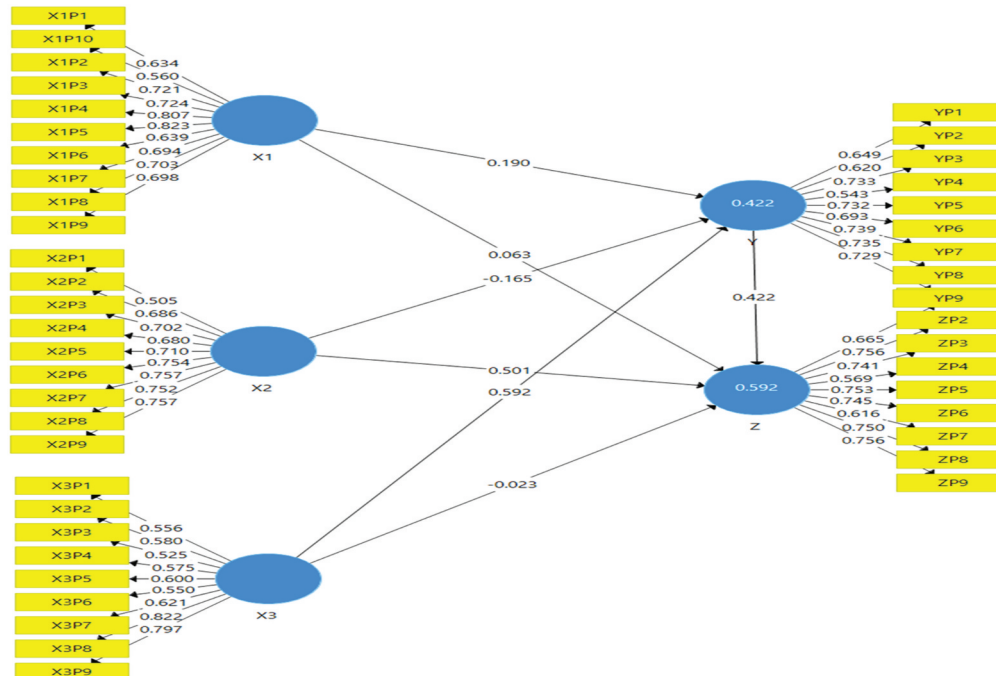 X1P1
X1P10
X1P2
X1P3
X1P4
X1P5
X1P6
X1P7
X1P8
X1P9
0.634
0.560
0.721
0.724
0.807
0.823
0.639
0.694
0.703
0.698
X1
X2P1
X2P2
X2P3
X2P4
X2P5
X2P6
X2P7
X2P8
X2P9
0.505
0.686
0.702
0.680
0.710
0.754
0.757
0.752
0.757
X2
X3P1
X3P2
X3P3
X3P4
X3P5
X3P6
X3P7
X3P8
X3P9
0.556
0.580
0.525
0.575
0.600
0.550
0.621
0.822
0.797
X3
0.190
0.063
-0.165
0.501
0.592
-0.023
0.422
Y
0.422
0.592
Z
0.649
0.620
0.733
0.543
0.732
0.693
0.739
0.735
0.729
YP1
YP2
YP3
YP4
YP5
YP6
YP7
YP8
YP9
0.665
0.756
0.741
0.569
0.753
0.745
0.616
0.750
0.756
ZP2
ZP3
ZP4
ZP5
ZP6
ZP7
ZP8
ZP9